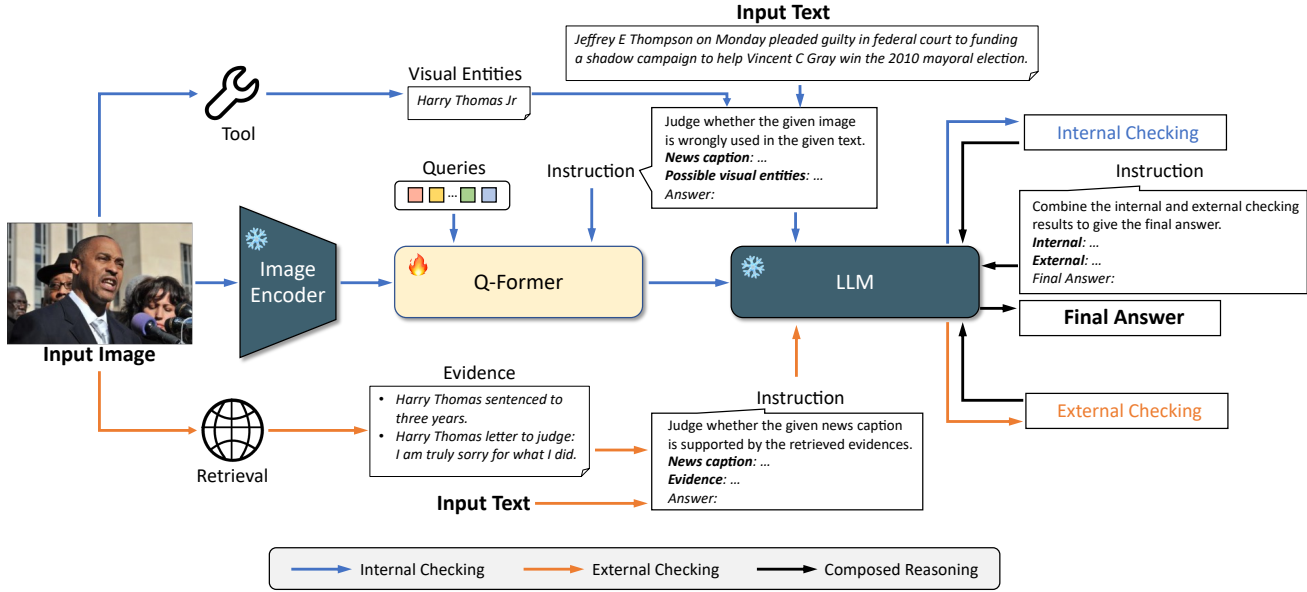 Input Text
Jeffrey E Thompson on Monday pleaded guilty in federal court to funding
a shadow campaign to help Vincent C Gray win the 2010 mayoral election.
Visual Entities
Harry Thomas Jr
Tool
Judge whether the given image
is wrongly used in the given text.
News caption: …
Possible visual entities: …
Answer:
Internal Checking
Queries
...
Instruction
Instruction
Combine the internal and external checking
results to give the final answer.
Internal: …
External: …
Final Answer:
Image
Encoder
Q-Former
LLM
Final Answer
Input Image
Evidence
• Harry Thomas sentenced to
three years.
• Harry Thomas letter to judge:
I am truly sorry for what I did.
Retrieval
Instruction
Judge whether the given news caption
is supported by the retrieved evidences.
News caption: …
Evidence: …
Answer:
External Checking
Input Text
Internal Checking
External Checking
Composed Reasoning